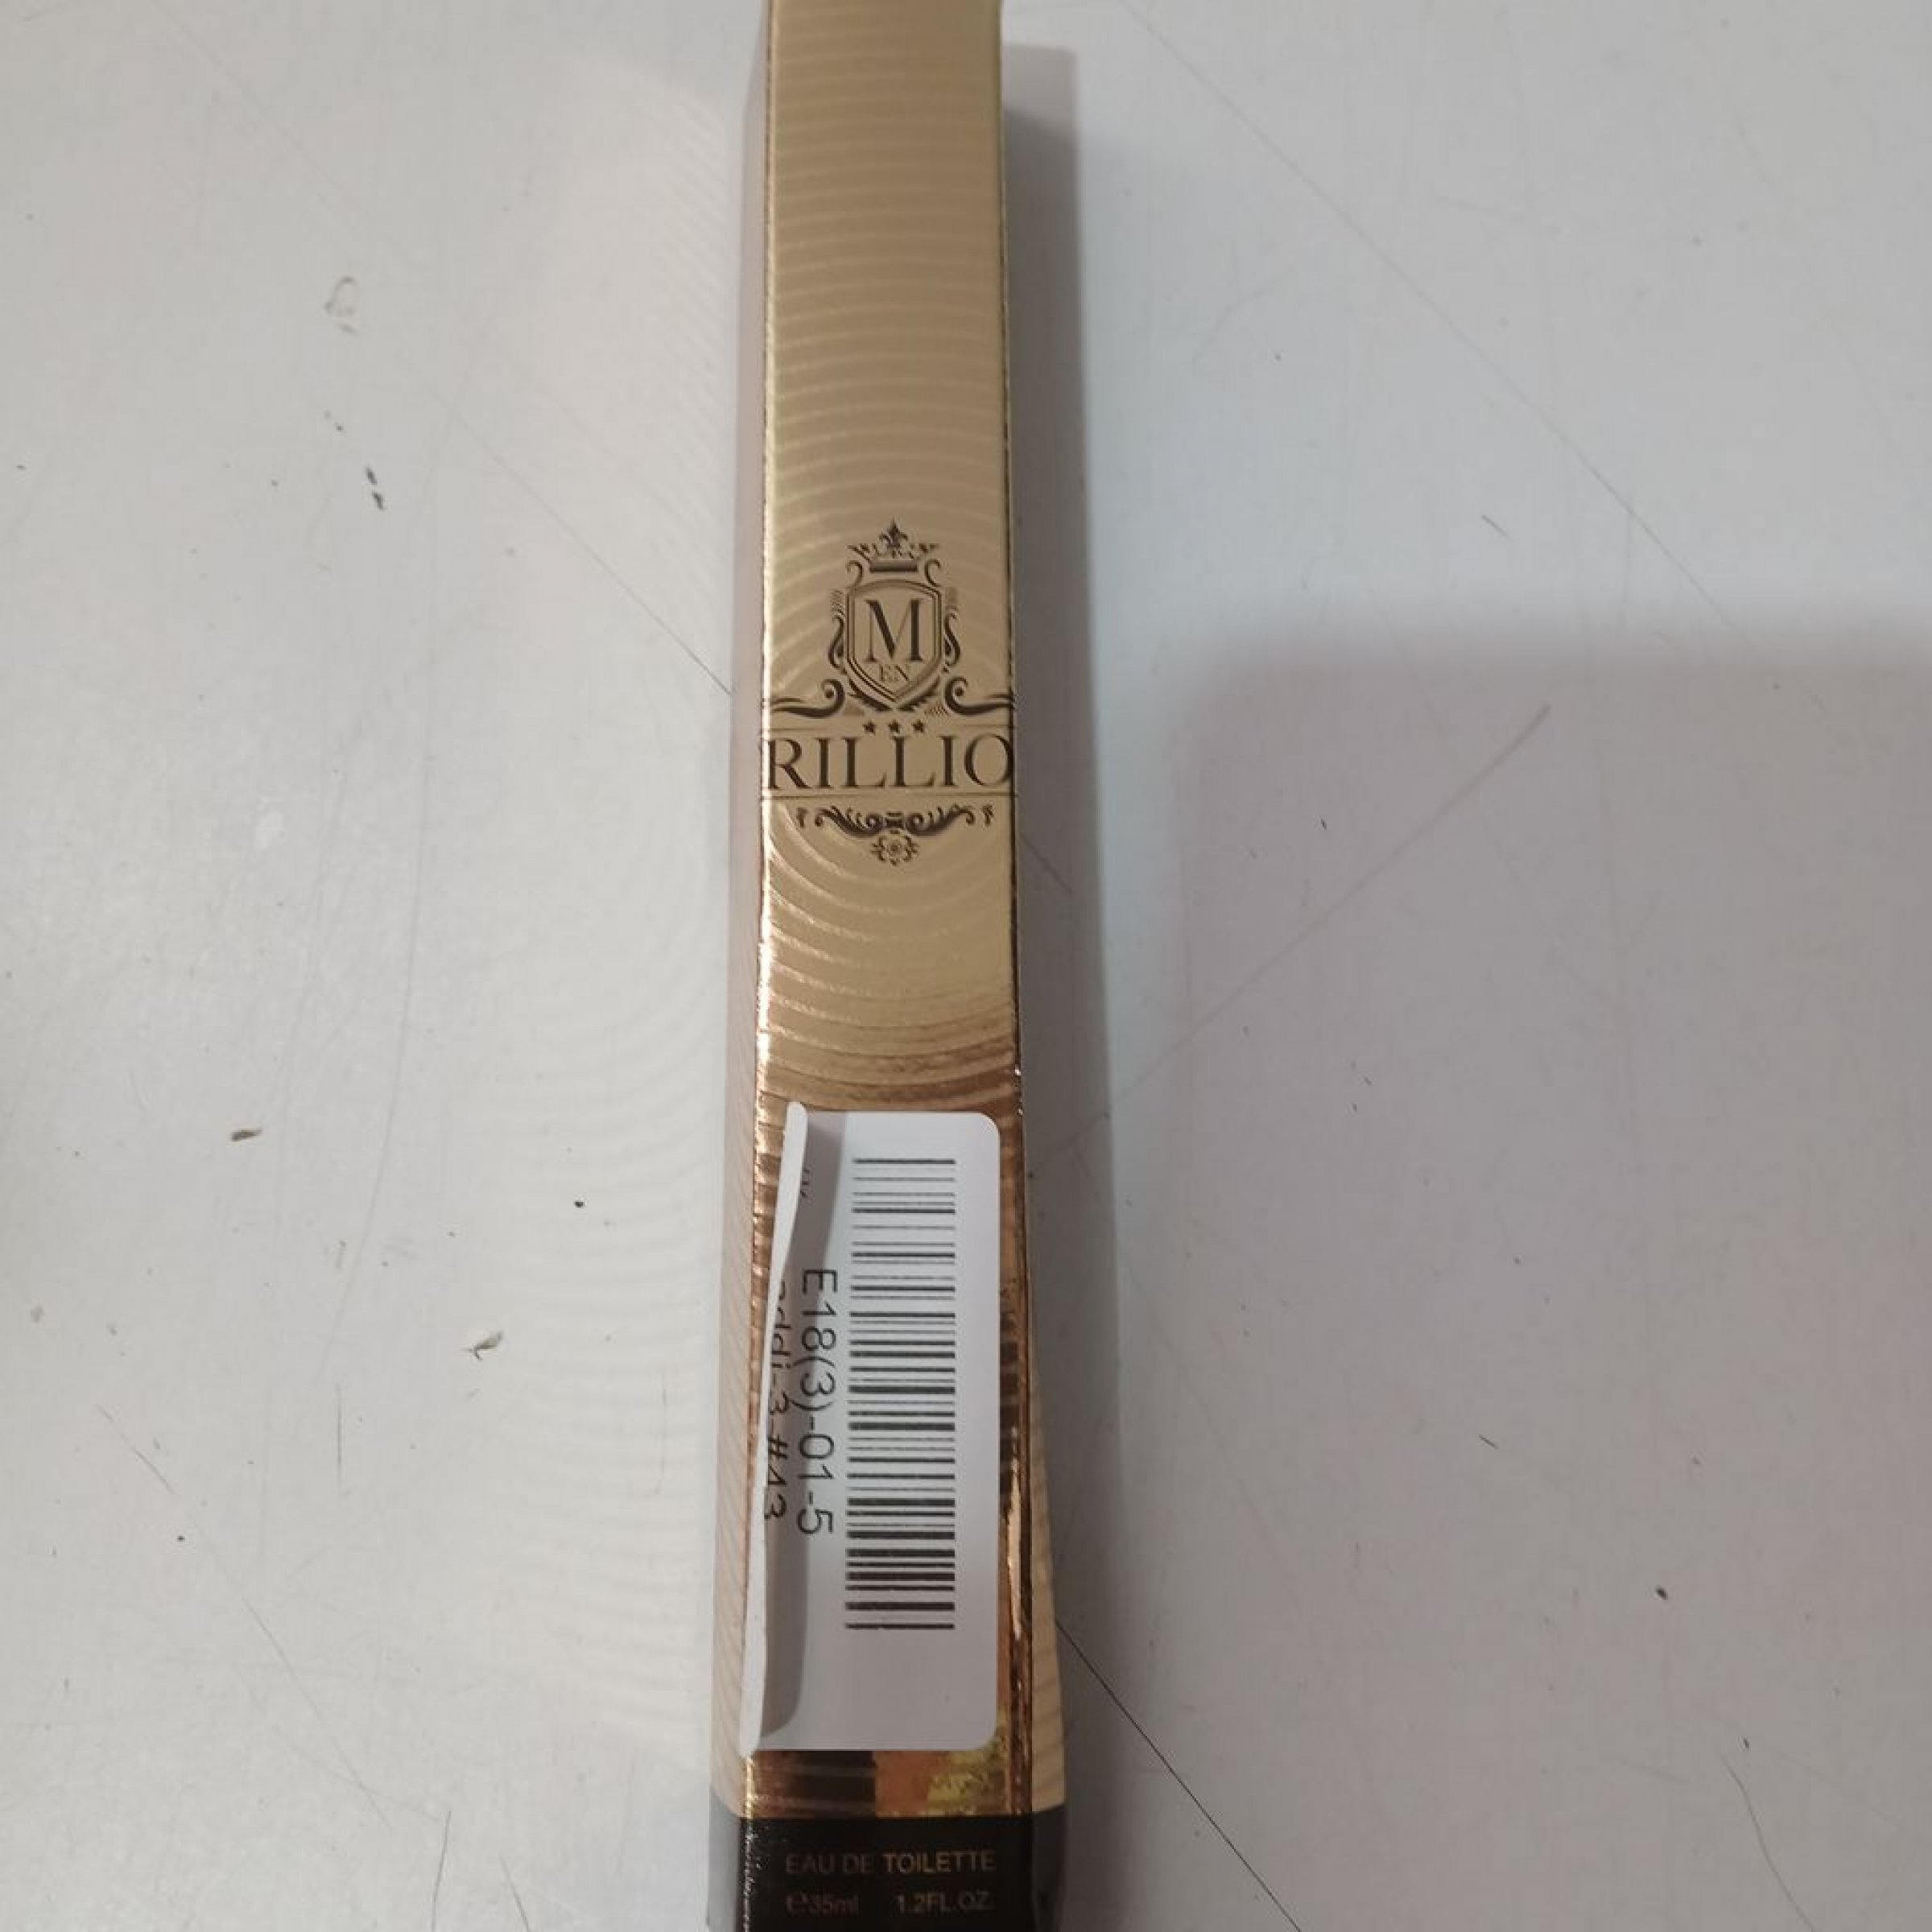 M
EN
RILLIO
E18(3)-01-5
EAU DE TOILETTE
℮35ml 1.2FL.OZ.